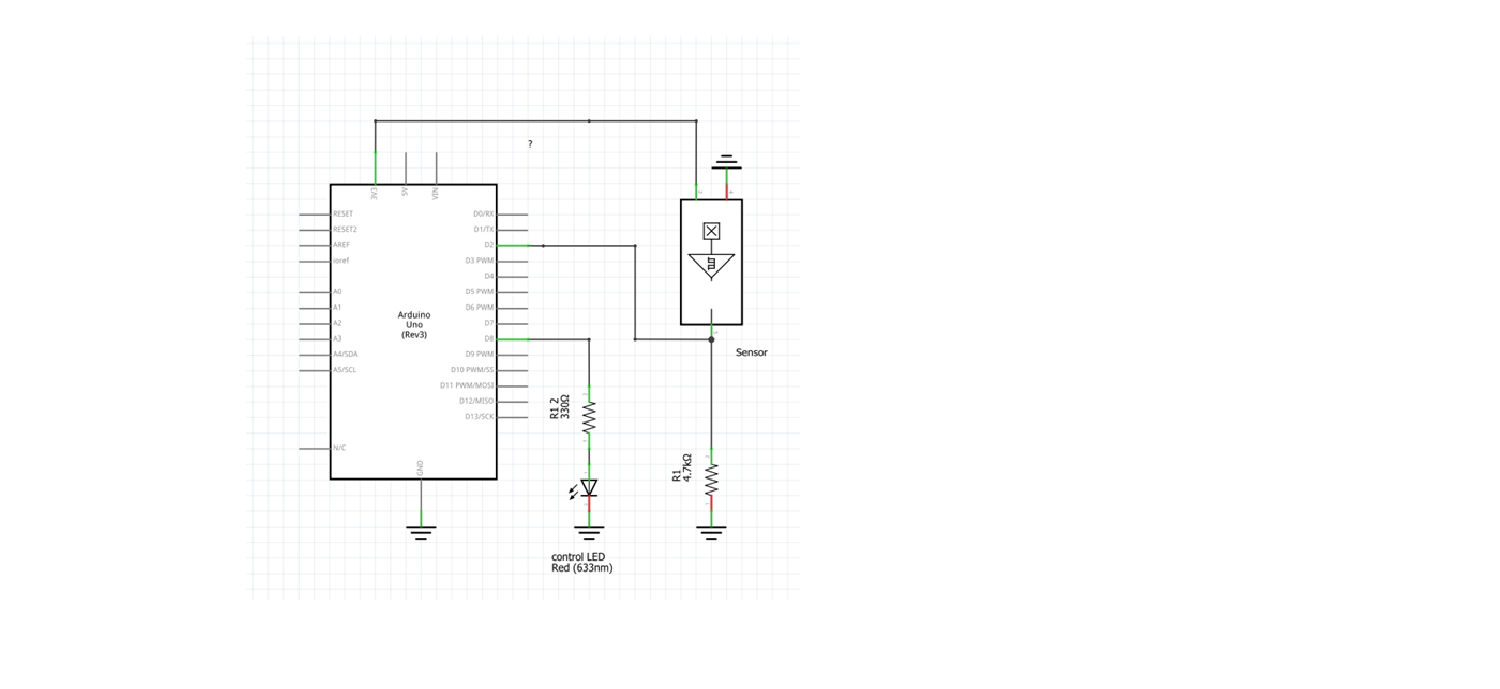 ?
3V3
5V
VIN
RESET
RESET2
AREF
ioref
A0
A1
A2
A3
A4/SDA
A5/SCL
N/C
GND
Arduino
Uno
(Rev3)
D0/RX
D1/TX
D2
D3 PWM
D4
D5 PWM
D6 PWM
D7
D8
D9 PWM
D10 PWM/SS
D11 PWM/MOSI
D12/MISO
D13/SCK
R1 2
330Ω
control LED
Red (633nm)
Sensor
R1
4.7kΩ